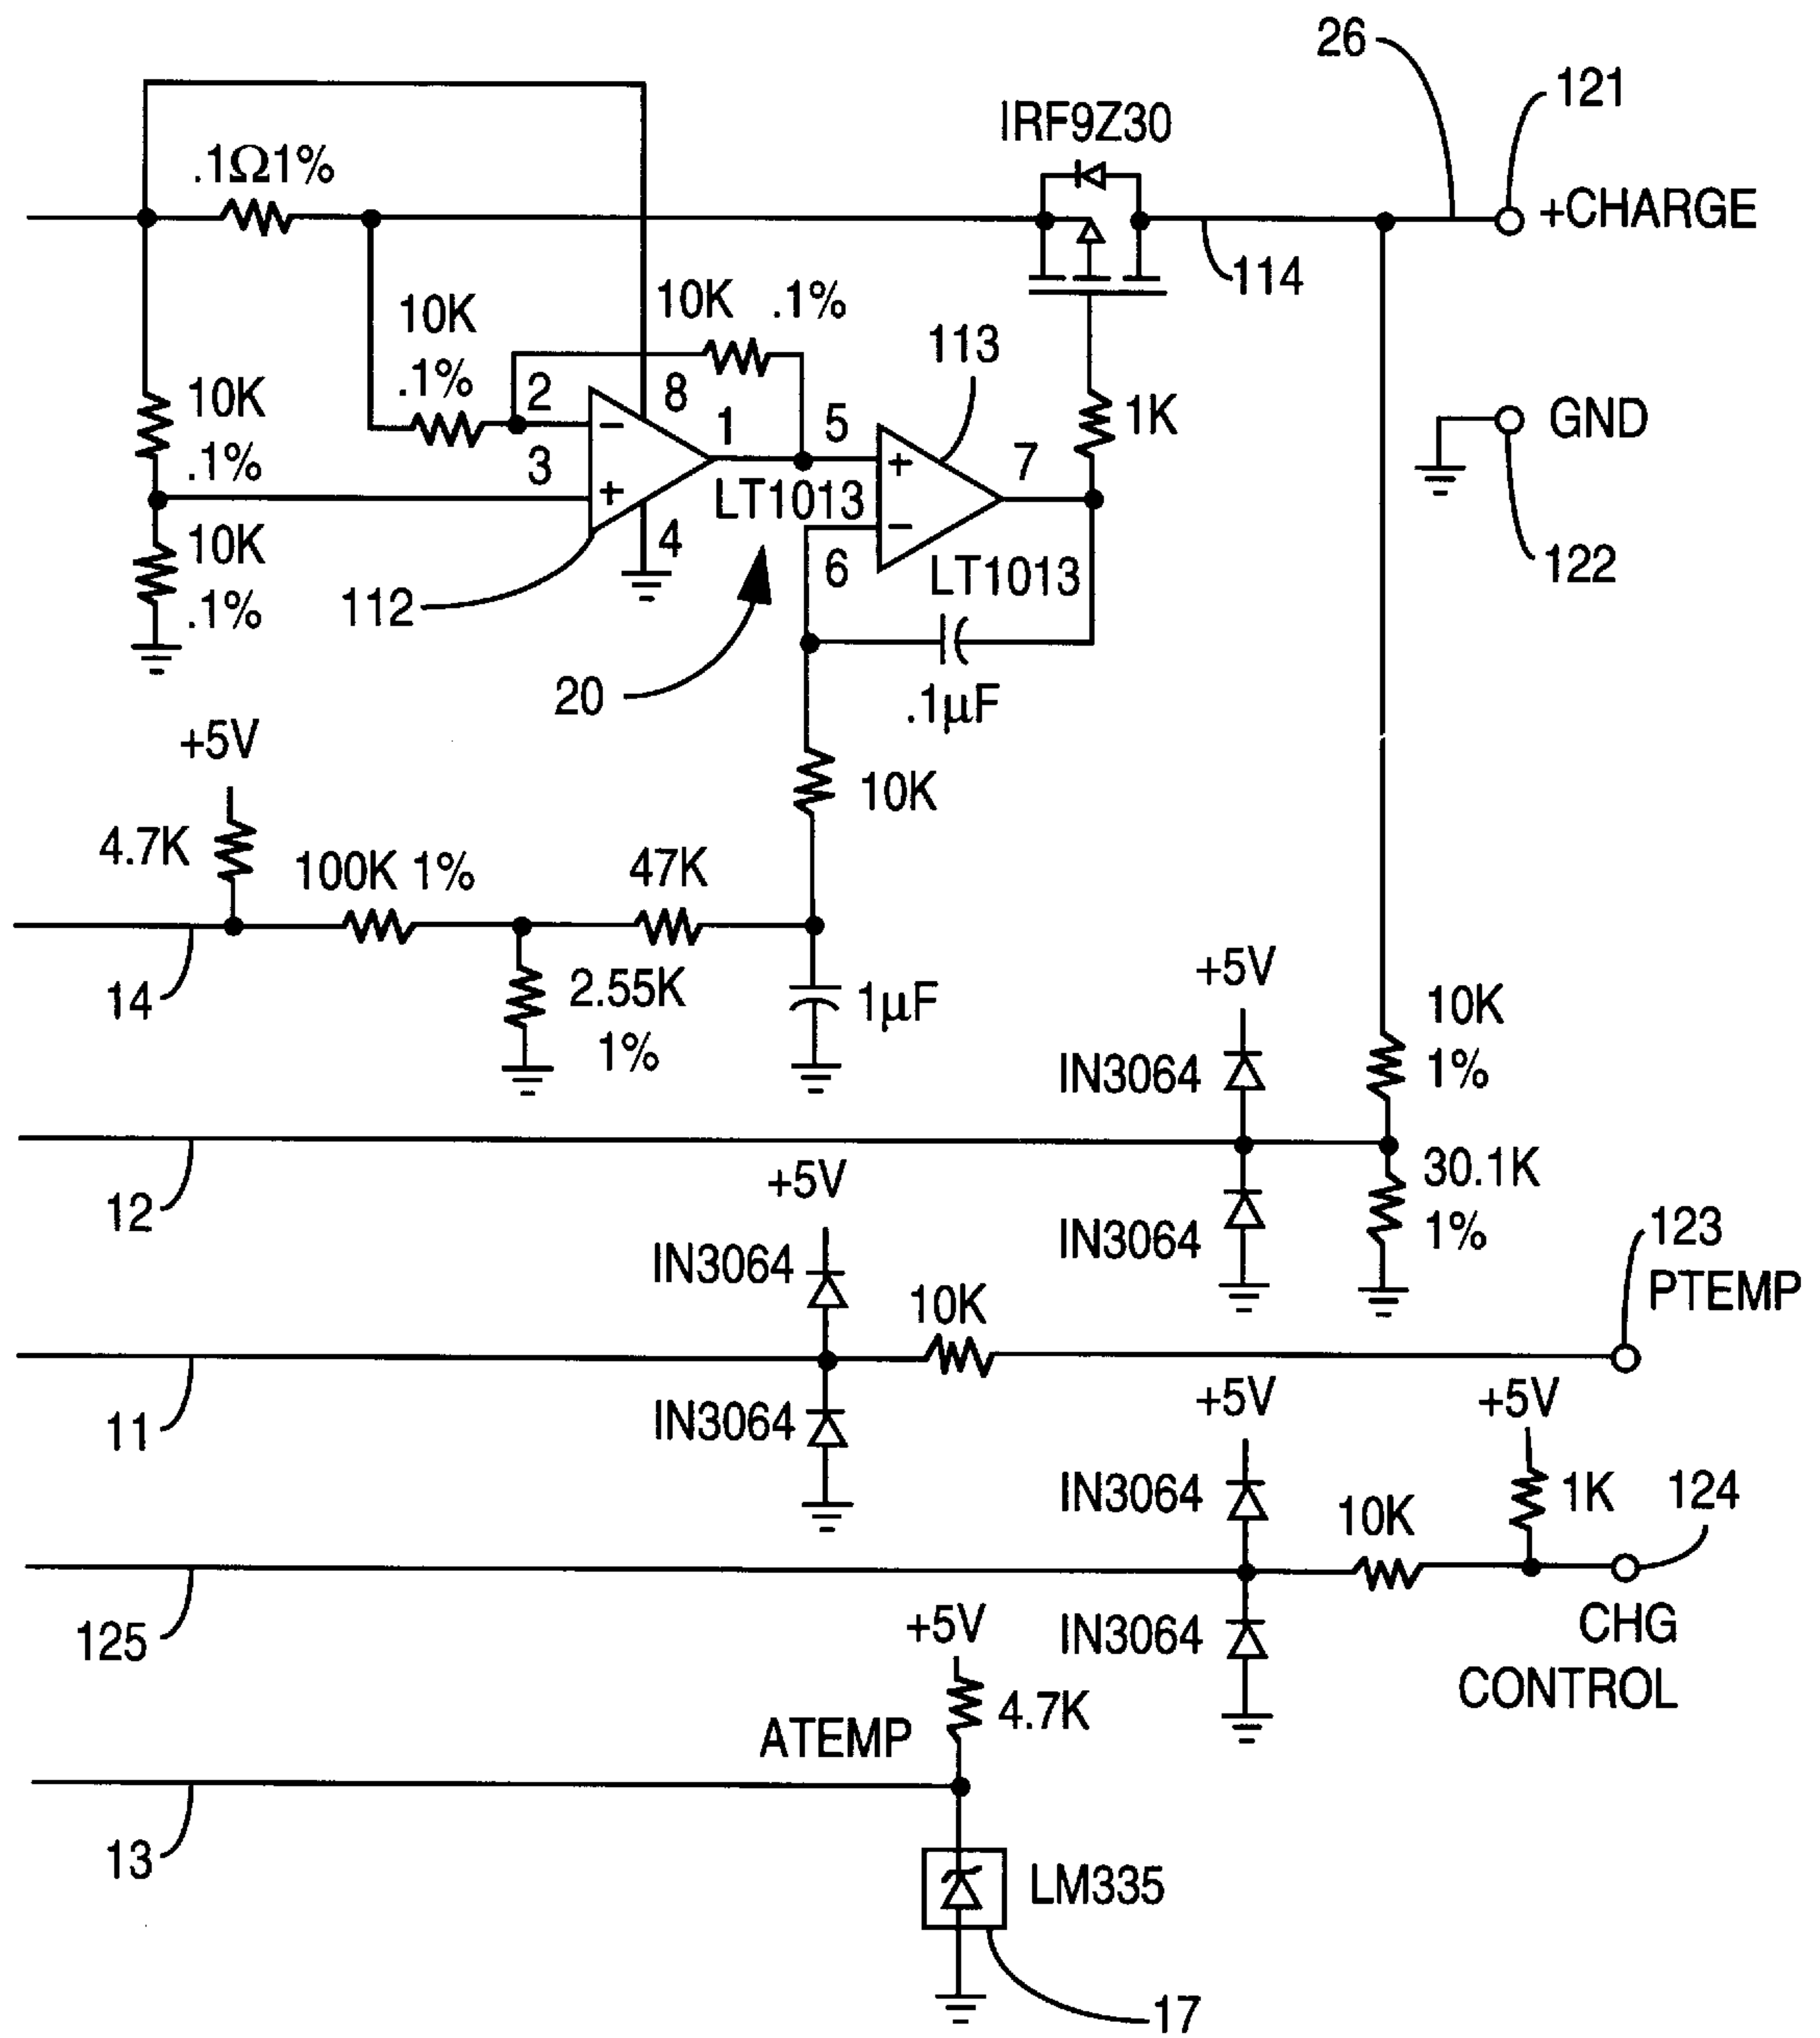 26
121
IRF9Z30
.1Ω1%
+CHARGE
114
10K .1%
10K
.1%
113
2
8
10K
.1%
1
5
1K
GND
3
7
LT1013
10K
.1%
4
6
LT1013
122
112
20
.1µF
+5V
4.7K
100K 1%
47K
10K
14
2.55K
1%
1µF
+5V
10K
1%
IN3064
12
+5V
30.1K
1%
IN3064
123
PTEMP
IN3064
10K
11
IN3064
+5V
+5V
IN3064
10K
1K
124
125
+5V
IN3064
CHG
CONTROL
4.7K
ATEMP
13
LM335
17